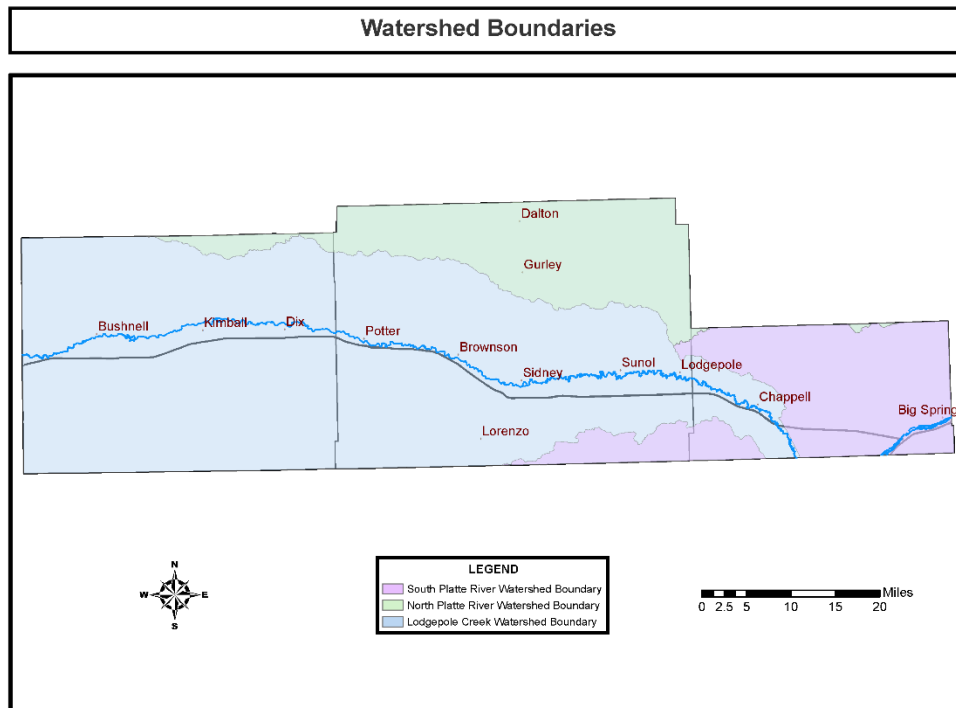 Watershed Boundaries
Dalton
Gurley
Bushnell
Kimball
Dix
Potter
Brownson
Sidney
Sunol
Lodgepole
Chappell
Big Spring
Lorenzo
N
W E
S
LEGEND
South Platte River Watershed Boundary
North Platte River Watershed Boundary
Lodgepole Creek Watershed Boundary
Miles
0 2.5 5 10 15 20